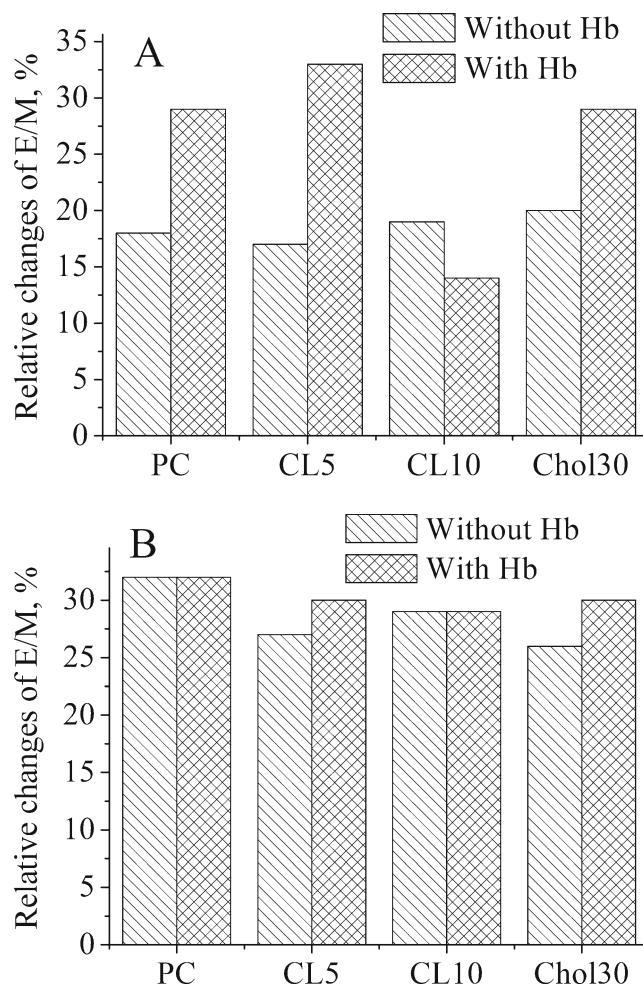 A
Without Hb
With Hb
Relative changes of E/M, %
35
30
25
20
15
10
5
0
PC CL5 CL10 Chol30
B
Without Hb
With Hb
Relative changes of E/M, %
30
25
20
15
10
5
0
PC CL5 CL10 Chol30